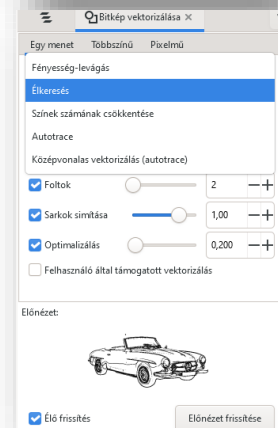 Bitkép vektorizálása ×
Egy menet Többszínű Pixelmű
Fényesség-levágás
Élkeresés
Színek számának csökkentése
Autotrace
Középvonalas vektorizálás (autotrace)
Foltok 2
Sarkok simítása 1,00
Optimalizálás 0,200
Felhasználó által támogatott vektorizálás
Előnézet:
Élő frissítés Előnézet frissítése